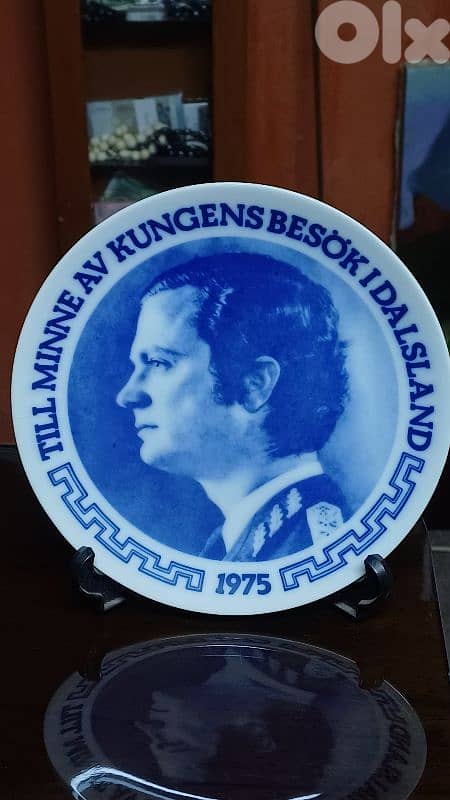 Olx
TILL MINNE AV KUNGENS BESÖK I DALSLAND
1975